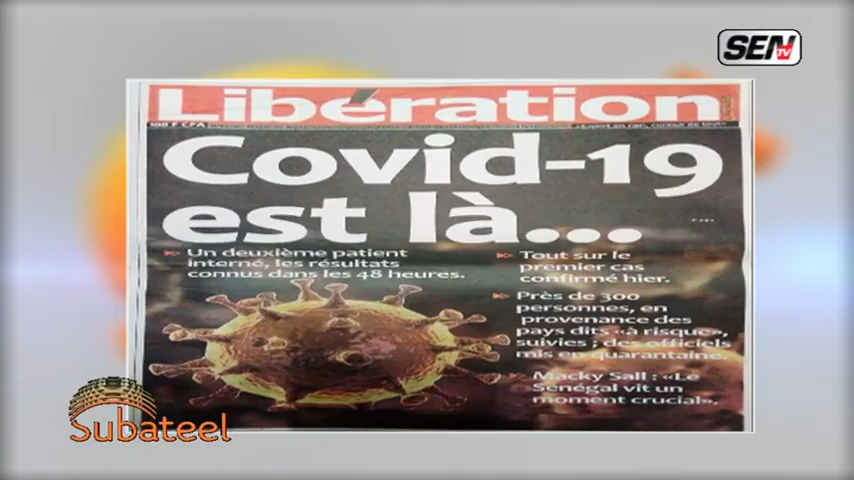 SEN TV
Libération
100 F CFA
Covid-19
est là...
Un deuxième patient
interné, les résultats
connus dans les 48 heures.
Tout sur le
premier cas
confirmé hier.
Près de 300
personnes, en
provenance des
pays dits «à risque»,
suivies ; des officiels
mis en quarantaine.
Macky Sall : «Le
Sénégal vit un
moment crucial».
Subateel